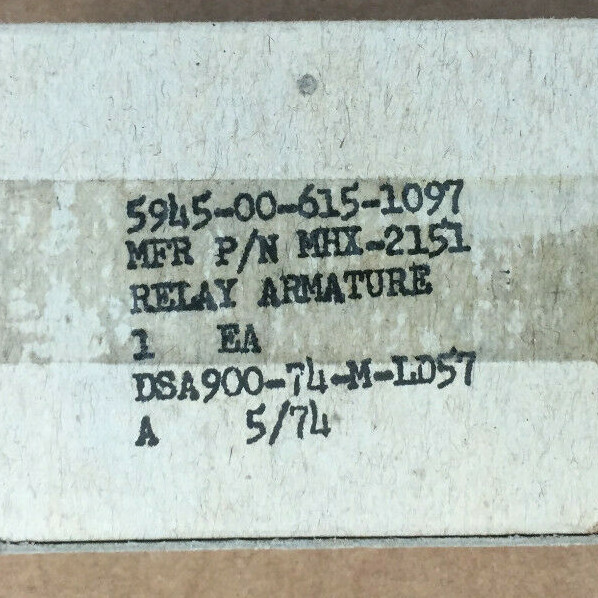 5945-00-615-1097
MFR P/N MHX-2151
RELAY ARMATURE
1 EA
DSA900-74-M-LD57
A 5/74